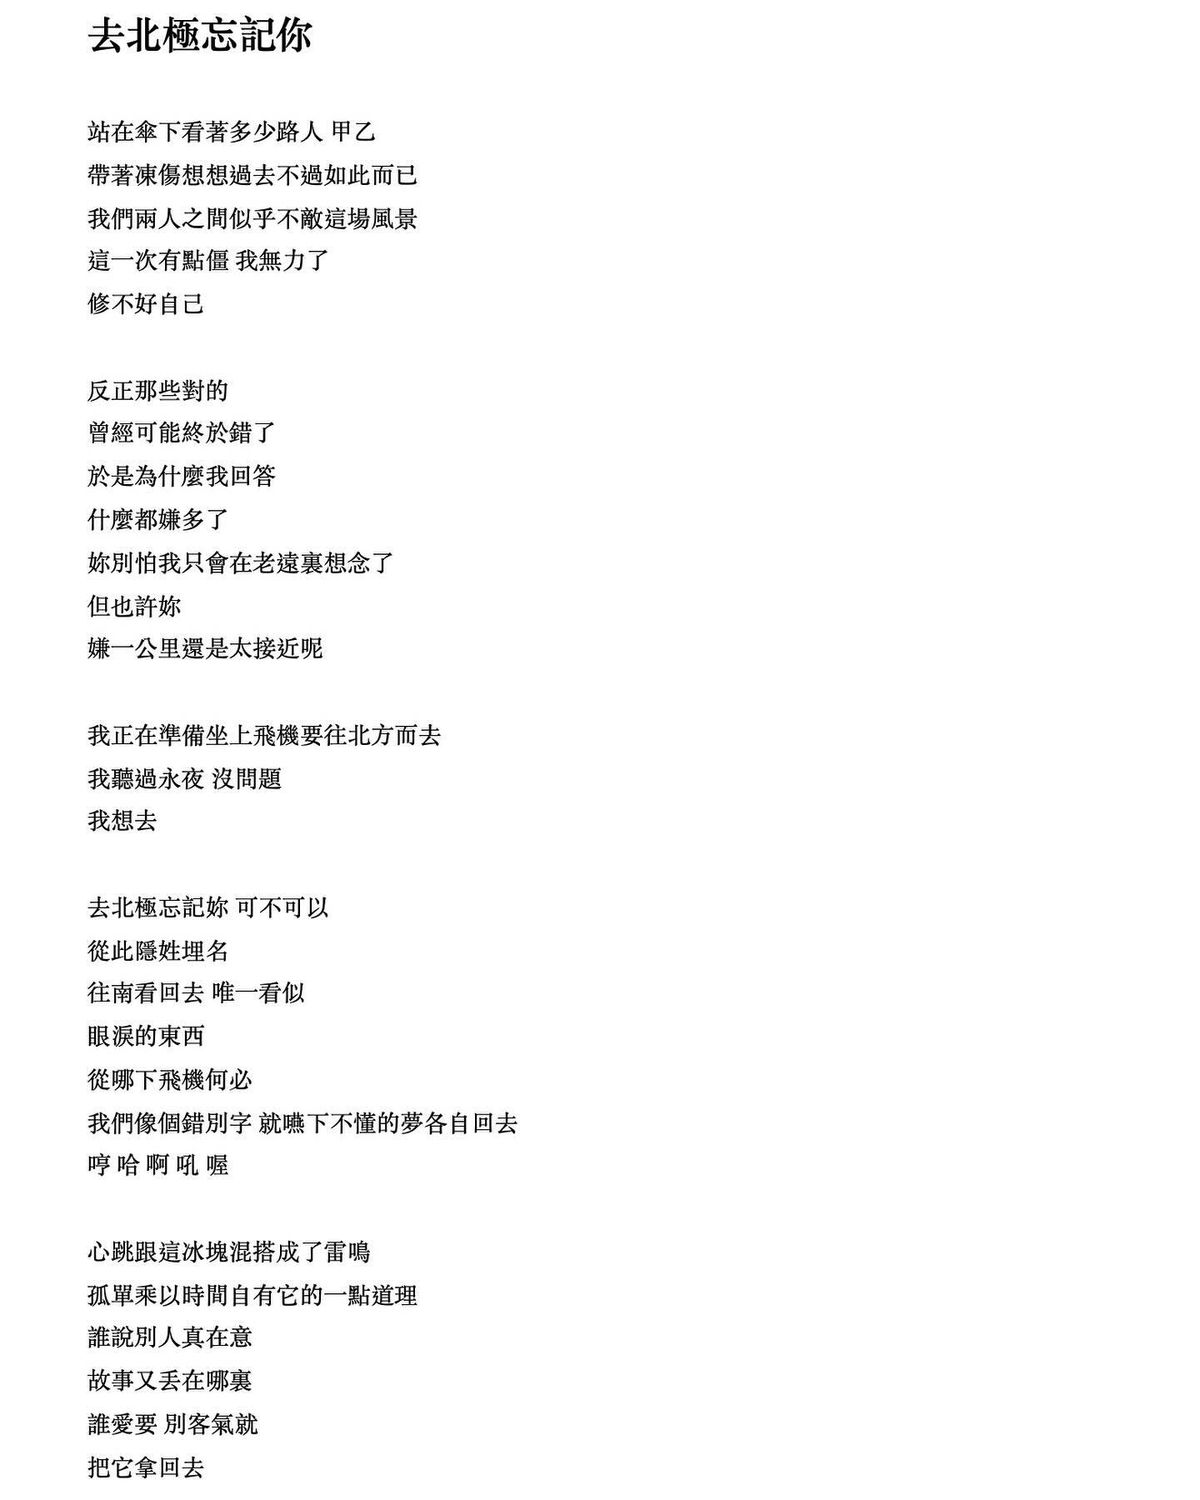 去北極忘記你
站在傘下看著多少路人 甲乙
帶著凍傷想想過去不過如此而已
我們兩人之間似乎不敵這場風景
這一次有點僵 我無力了
修不好自己
反正那些對的
曾經可能終於錯了
於是為什麼我回答
什麼都嫌多了
妳別怕我只會在老遠裏想念了
但也許妳
嫌一公里還是太接近呢
我正在準備坐上飛機要往北方而去
我聽過永夜 沒問題
我想去
去北極忘記妳 可不可以
從此隱姓埋名
往南看回去 唯一看似
眼淚的東西
從哪下飛機何必
我們像個錯別字 就嚥下不懂的夢各自回去
哼 哈 啊 吼 喔
心跳跟這冰塊混搭成了雷鳴
孤單乘以時間自有它的一點道理
誰說別人真在意
故事又丟在哪裏
誰愛要 別客氣就
把它拿回去